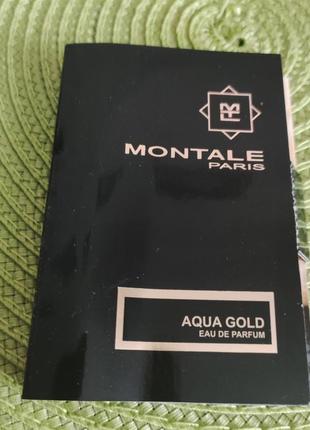 MONTALE
PARIS
AQUA GOLD
EAU DE PARFUM